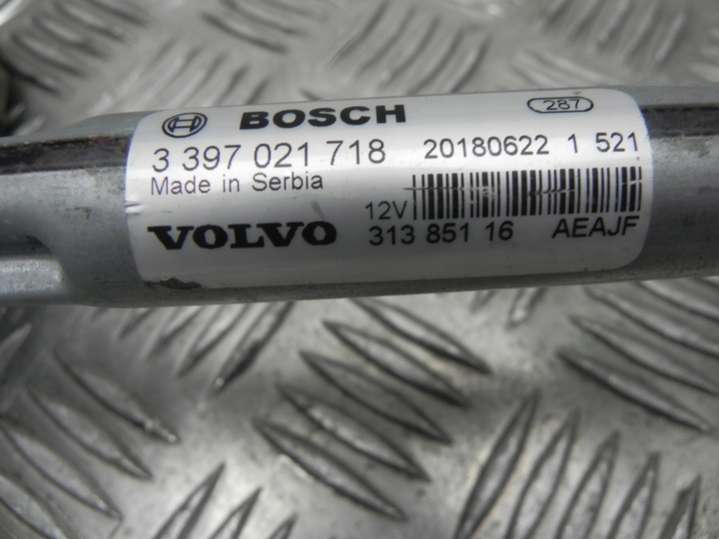 BOSCH 287
3 397 021 718 20180622 1 521
Made in Serbia
12V
VOLVO 313 851 16 AEAJF